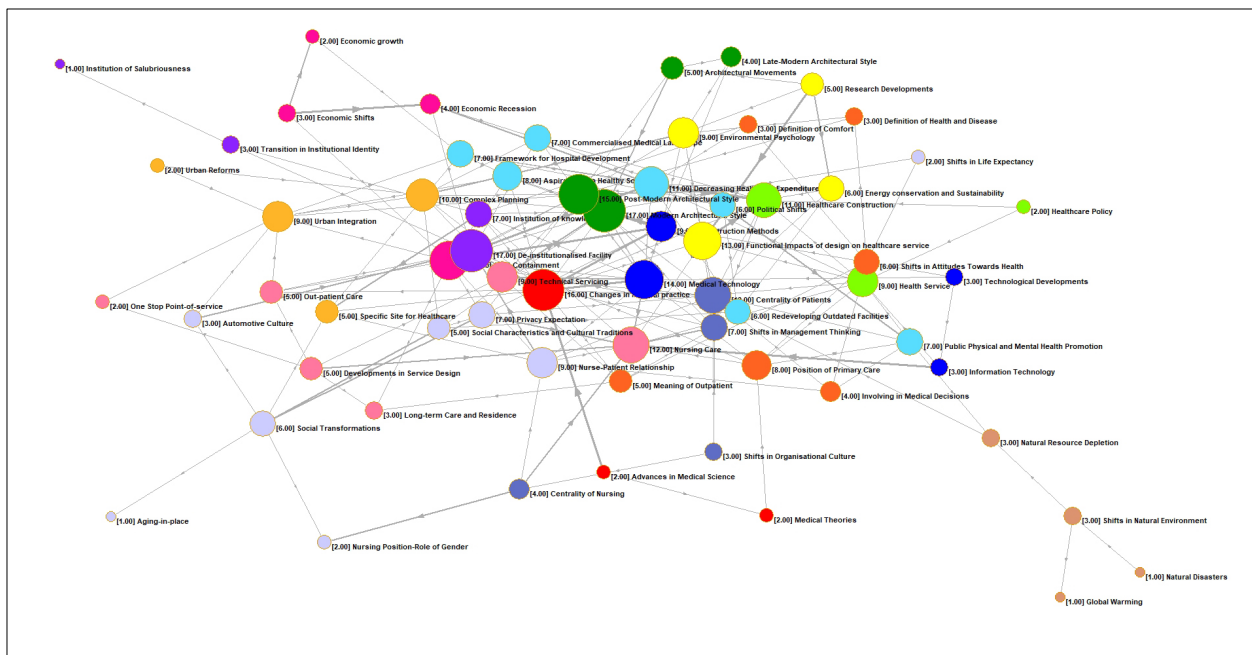 [2.00] Economic growth
[4.00] Late-Modern Architectural Style
[1.00] Institution of Salubriousness
[5.00] Architectural Movements
[5.00] Research Developments
[4.00] Economic Recession
[3.00] Economic Shifts
[3.00] Definition of Health and Disease
[3.00] Definition of Comfort
[9.00] Environmental Psychology
[7.00] Commercialised Medical
[3.00] Transition in Institutional Identity
[7.00] Framework for Hospital Development
[2.00] Shifts in Life Expectancy
[2.00] Urban Reforms
[8.00]
[11.00] Decreasing Expenditure
[6.00] Energy conservation and Sustainability
[10.00] Complex Planning
[15.00] Post-Modern Architectural Style
[11.00] Healthcare Construction
[6.00] Political Shifts
[2.00] Healthcare Policy
[9.00] Urban Integration
[7.00] Institution of
[17.00] Architectural Style
Methods
[13.00] Functional Impacts of design on healthcare service
[17.00] De-institutionalised Facility
Containment
[6.00] Shifts in Attitudes Towards Health
[9.00] Technical Servicing
[14.00] Medical Technology
[3.00] Technological Developments
[9.00] Health Service
[5.00] Out-patient Care
[16.00] Changes in practice
Centrality of Patients
[2.00] One Stop Point-of-service
[5.00] Specific Site for Healthcare
[6.00] Redeveloping Outdated Facilities
[3.00] Automotive Culture
[7.00] Privacy Expectation
[5.00] Social Characteristics and Cultural Traditions
[7.00] Shifts in Management Thinking
[7.00] Public Physical and Mental Health Promotion
[12.00] Nursing Care
[9.00] Nurse-Patient Relationship
[8.00] Position of Primary Care
[3.00] Information Technology
[5.00] Developments in Service Design
[5.00] Meaning of Outpatient
[4.00] Involving in Medical Decisions
[3.00] Long-term Care and Residence
[6.00] Social Transformations
[3.00] Natural Resource Depletion
[3.00] Shifts in Organisational Culture
[2.00] Advances in Medical Science
[4.00] Centrality of Nursing
[2.00] Medical Theories
[1.00] Aging-in-place
[3.00] Shifts in Natural Environment
[2.00] Nursing Position-Role of Gender
[1.00] Natural Disasters
[1.00] Global Warming